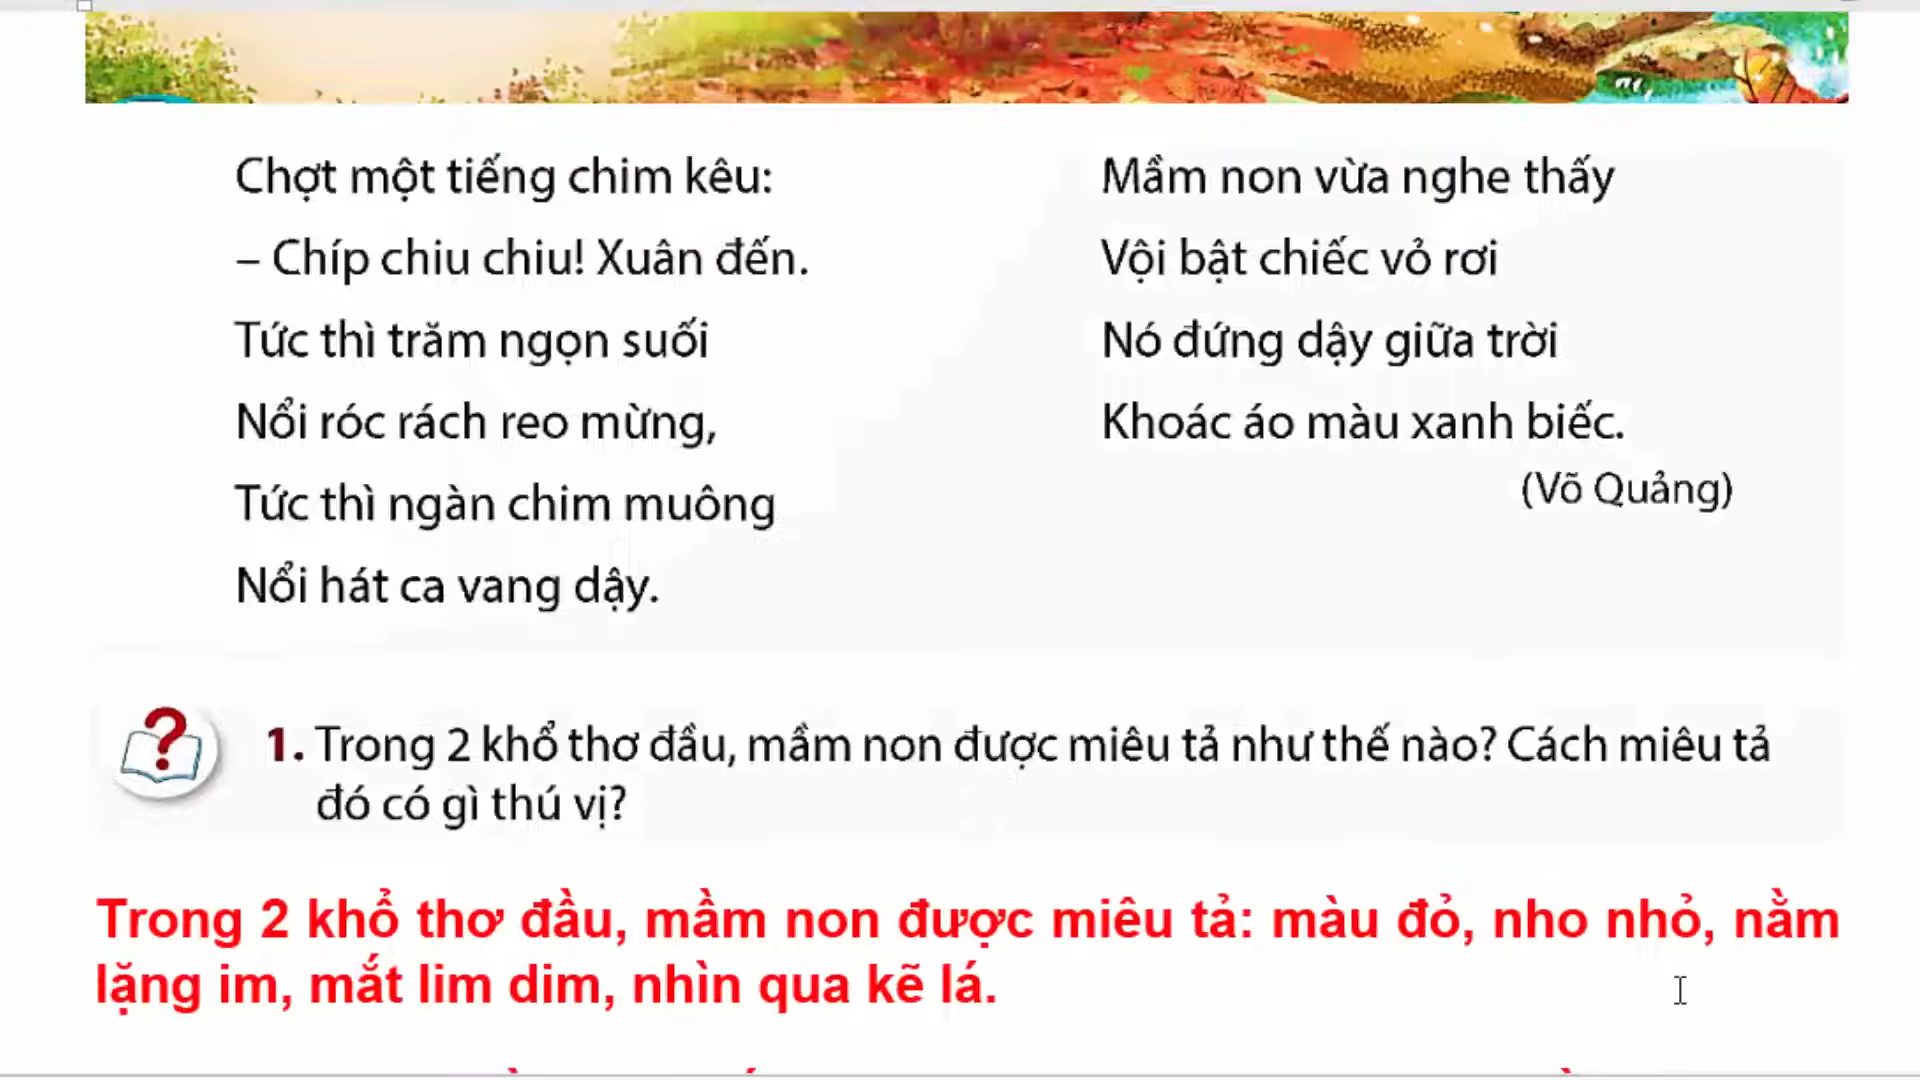 Chợt một tiếng chim kêu:
– Chíp chiu chiu! Xuân đến.
Tức thì trăm ngọn suối
Nổi róc rách reo mừng,
Tức thì ngàn chim muông
Nổi hát ca vang dậy.
Mầm non vừa nghe thấy
Vội bật chiếc vỏ rơi
Nó đứng dậy giữa trời
Khoác áo màu xanh biếc.
(Võ Quảng)
1. Trong 2 khổ thơ đầu, mầm non được miêu tả như thế nào? Cách miêu tả
đó có gì thú vị?
Trong 2 khổ thơ đầu, mầm non được miêu tả: màu đỏ, nho nhỏ, nằm
lặng im, mắt lim dim, nhìn qua kẽ lá.